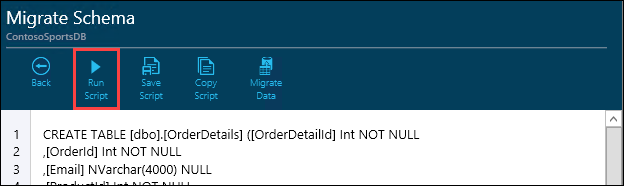 Migrate Schema
ContosoSportsDB
Back
Run Script
Save Script
Copy Script
Migrate Data
1 CREATE TABLE [dbo].[OrderDetails] ([OrderDetailId] Int NOT NULL
2 ,[OrderId] Int NOT NULL
3 ,[Email] NVarchar(4000) NULL
4 ,[ProductId] Int NOT NULL